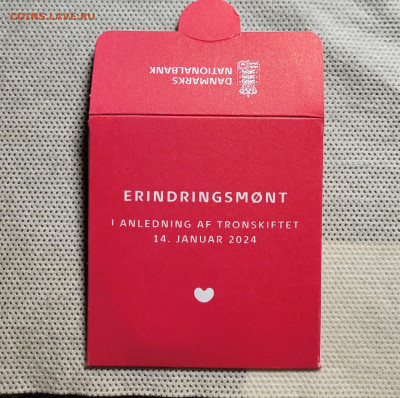 COINS.LAVE.RU
DANMARKS
NATIONALBANK
ERINDRINGSMØNT
I ANLEDNING AF TRONSKIFTET
14. JANUAR 2024